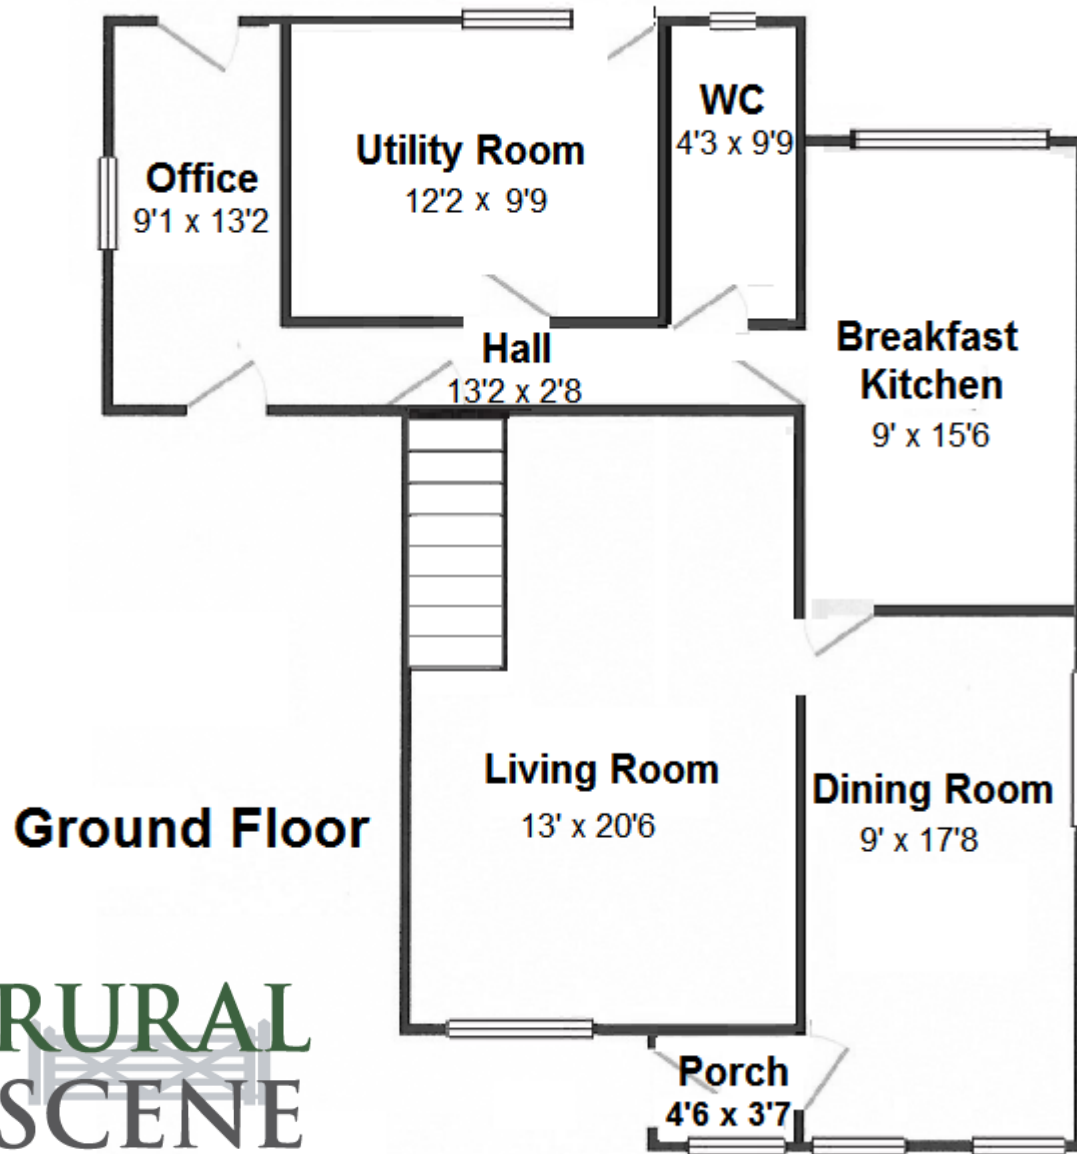 WC
4'3 x 9'9
Utility Room
12'2 x 9'9
Office
9'1 x 13'2
Hall
13'2 x 2'8
Breakfast
Kitchen
9' x 15'6
Living Room
13' x 20'6
Dining Room
9' x 17'8
Ground Floor
Porch
4'6 x 3'7
RURAL
SCENE